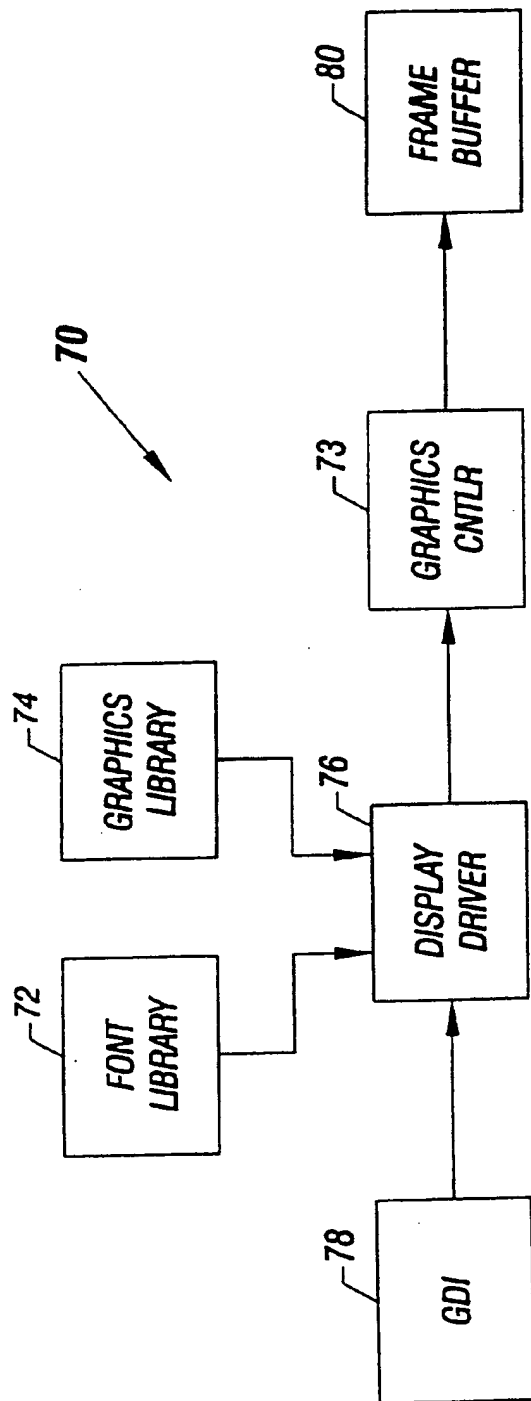 70
72
FONT
LIBRARY
74
GRAPHICS
LIBRARY
78
GDI
76
DISPLAY
DRIVER
73
GRAPHICS
CNTLR
80
FRAME
BUFFER